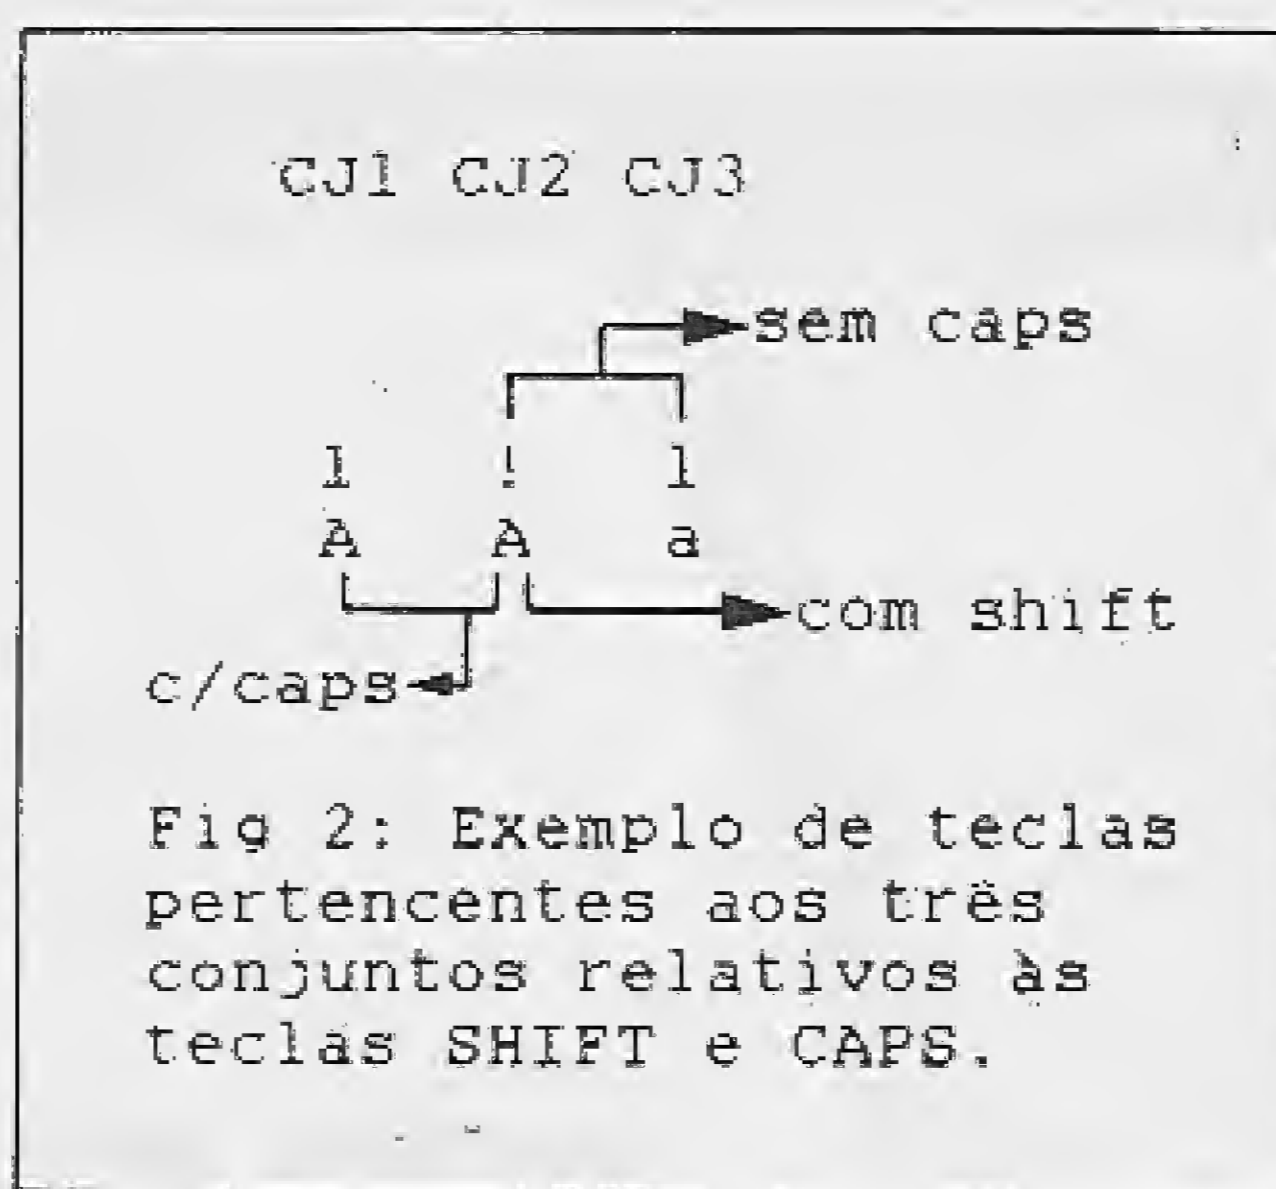 CJ1 CJ2 CJ3
sem caps
1 ! 1
A A a
com shift
c/caps
Fig 2: Exemplo de teclas
pertencentes aos três
conjuntos relativos às
teclas SHIFT e CAPS.